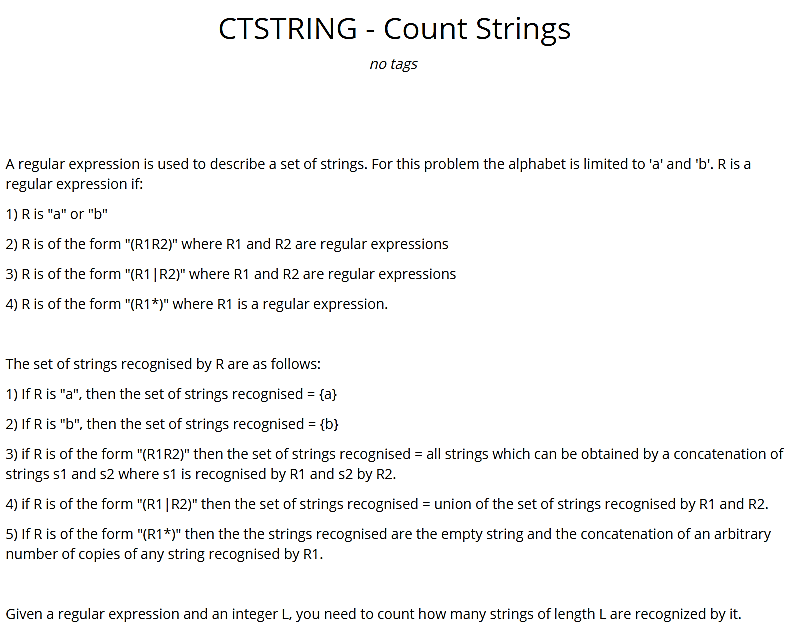 CTSTRING - Count Strings
no tags
A regular expression is used to describe a set of strings. For this problem the alphabet is limited to 'a' and 'b'. R is a
regular expression if:
1) R is "a" or "b"
2) R is of the form "(R1R2)" where R1 and R2 are regular expressions
3) R is of the form "(R1|R2)" where R1 and R2 are regular expressions
4) R is of the form "(R1*)" where R1 is a regular expression.
The set of strings recognised by R are as follows:
1) If R is "a", then the set of strings recognised = {a}
2) If R is "b", then the set of strings recognised = {b}
3) if R is of the form "(R1R2)" then the set of strings recognised = all strings which can be obtained by a concatenation of
strings s1 and s2 where s1 is recognised by R1 and s2 by R2.
4) if R is of the form "(R1|R2)" then the set of strings recognised = union of the set of strings recognised by R1 and R2.
5) If R is of the form "(R1*)" then the the strings recognised are the empty string and the concatenation of an arbitrary
number of copies of any string recognised by R1.
Given a regular expression and an integer L, you need to count how many strings of length L are recognized by it.